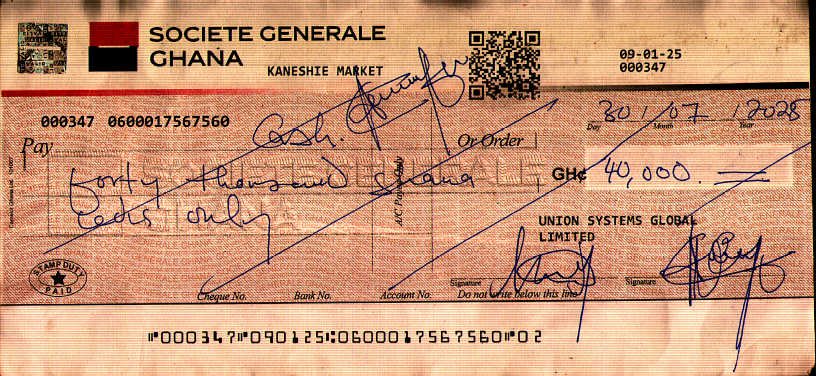 SOCIETE GENERALE
GHANA
KANESHIE MARKET
09-01-25
000347
000347 0600017567560
30 / 07 / 2025
Day Month Year
Pay Cash. Or Order
forty thousand ghana
cedis only
A/C Payee Only
GH¢ 40,000.
UNION SYSTEMS GLOBAL
LIMITED
STAMP DUTY
PAID
Signature Signature
Cheque No. Bank No. Account No. Do not write below this line
⑈000347⑈090125⑆0600017567560⑈02